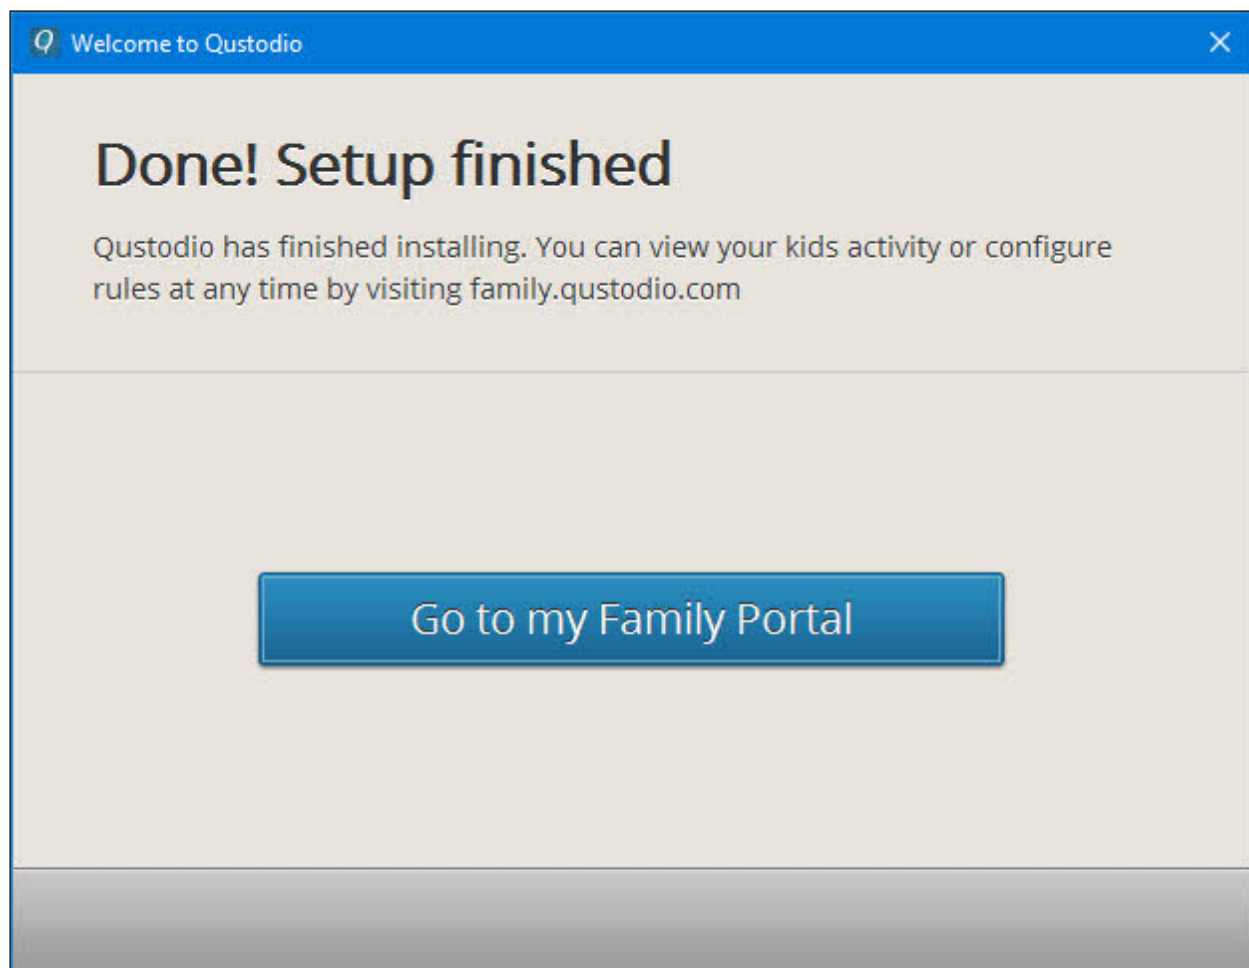 Q Welcome to Qustodio
Done! Setup finished
Qustodio has finished installing. You can view your kids activity or configure
rules at any time by visiting family.qustodio.com
Go to my Family Portal